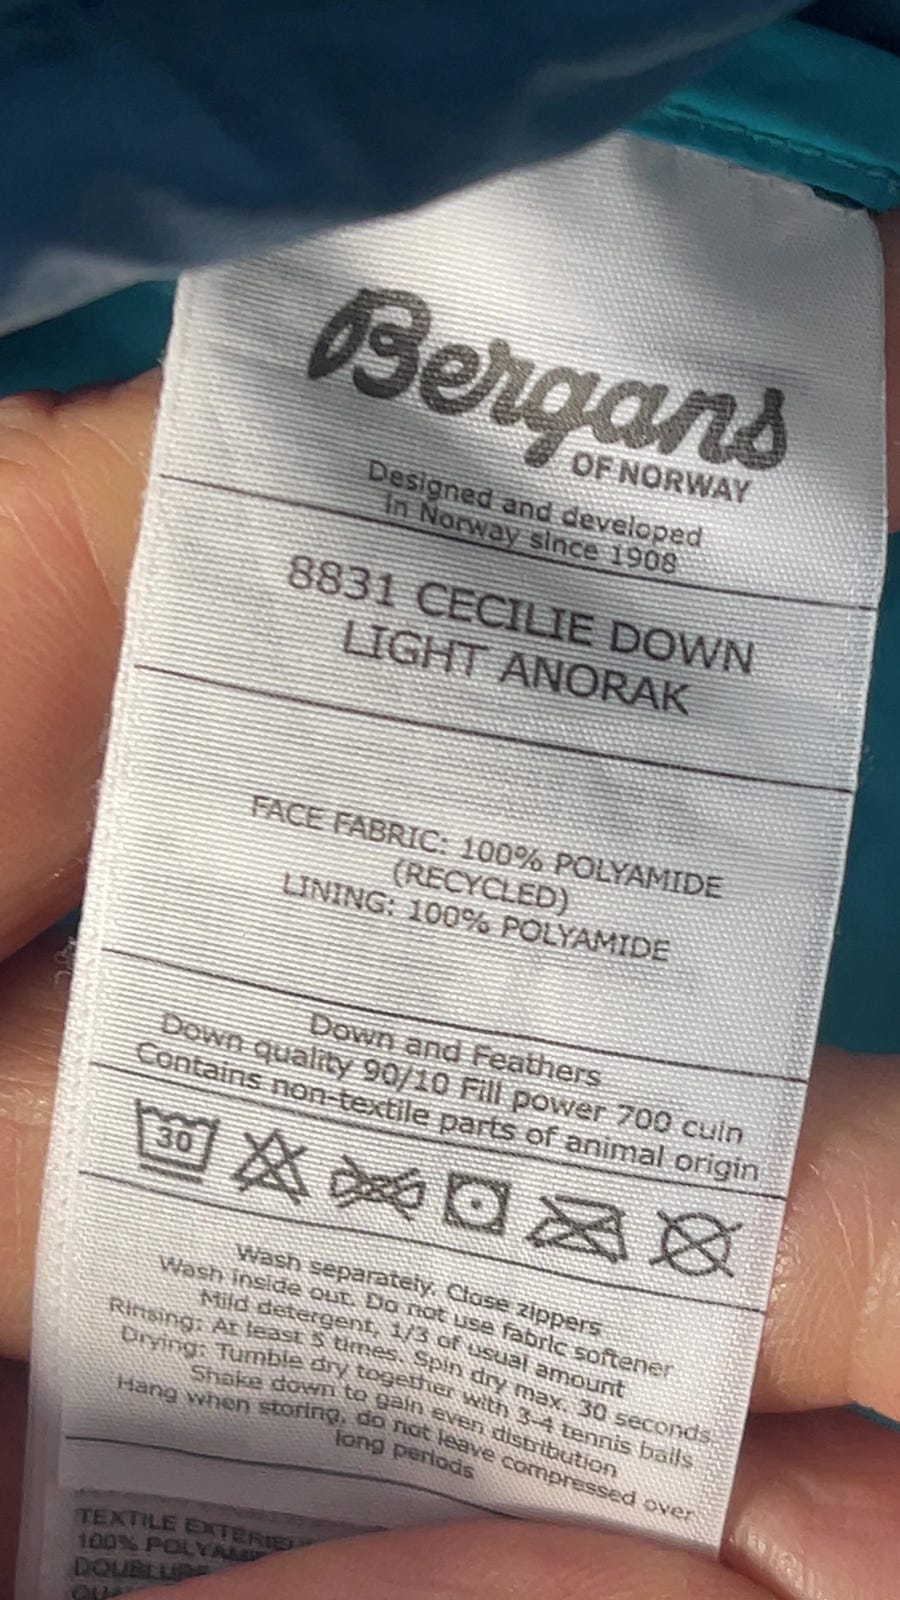 Bergans
OF NORWAY
Designed and developed
in Norway since 1908
8831 CECILIE DOWN
LIGHT ANORAK
FACE FABRIC: 100% POLYAMIDE
(RECYCLED)
LINING: 100% POLYAMIDE
Down and Feathers
Down quality 90/10 Fill power 700 cuin
Contains non-textile parts of animal origin
30
Wash separately. Close zippers
Wash inside out. Do not use fabric softener
Mild detergent, 1/3 of usual amount
Rinsing: At least 5 times. Spin dry max. 30 seconds.
Drying: Tumble dry together with 3-4 tennis balls
Shake down to gain even distribution
Hang when storing, do not leave compressed over
long periods
TEXTILE
100%